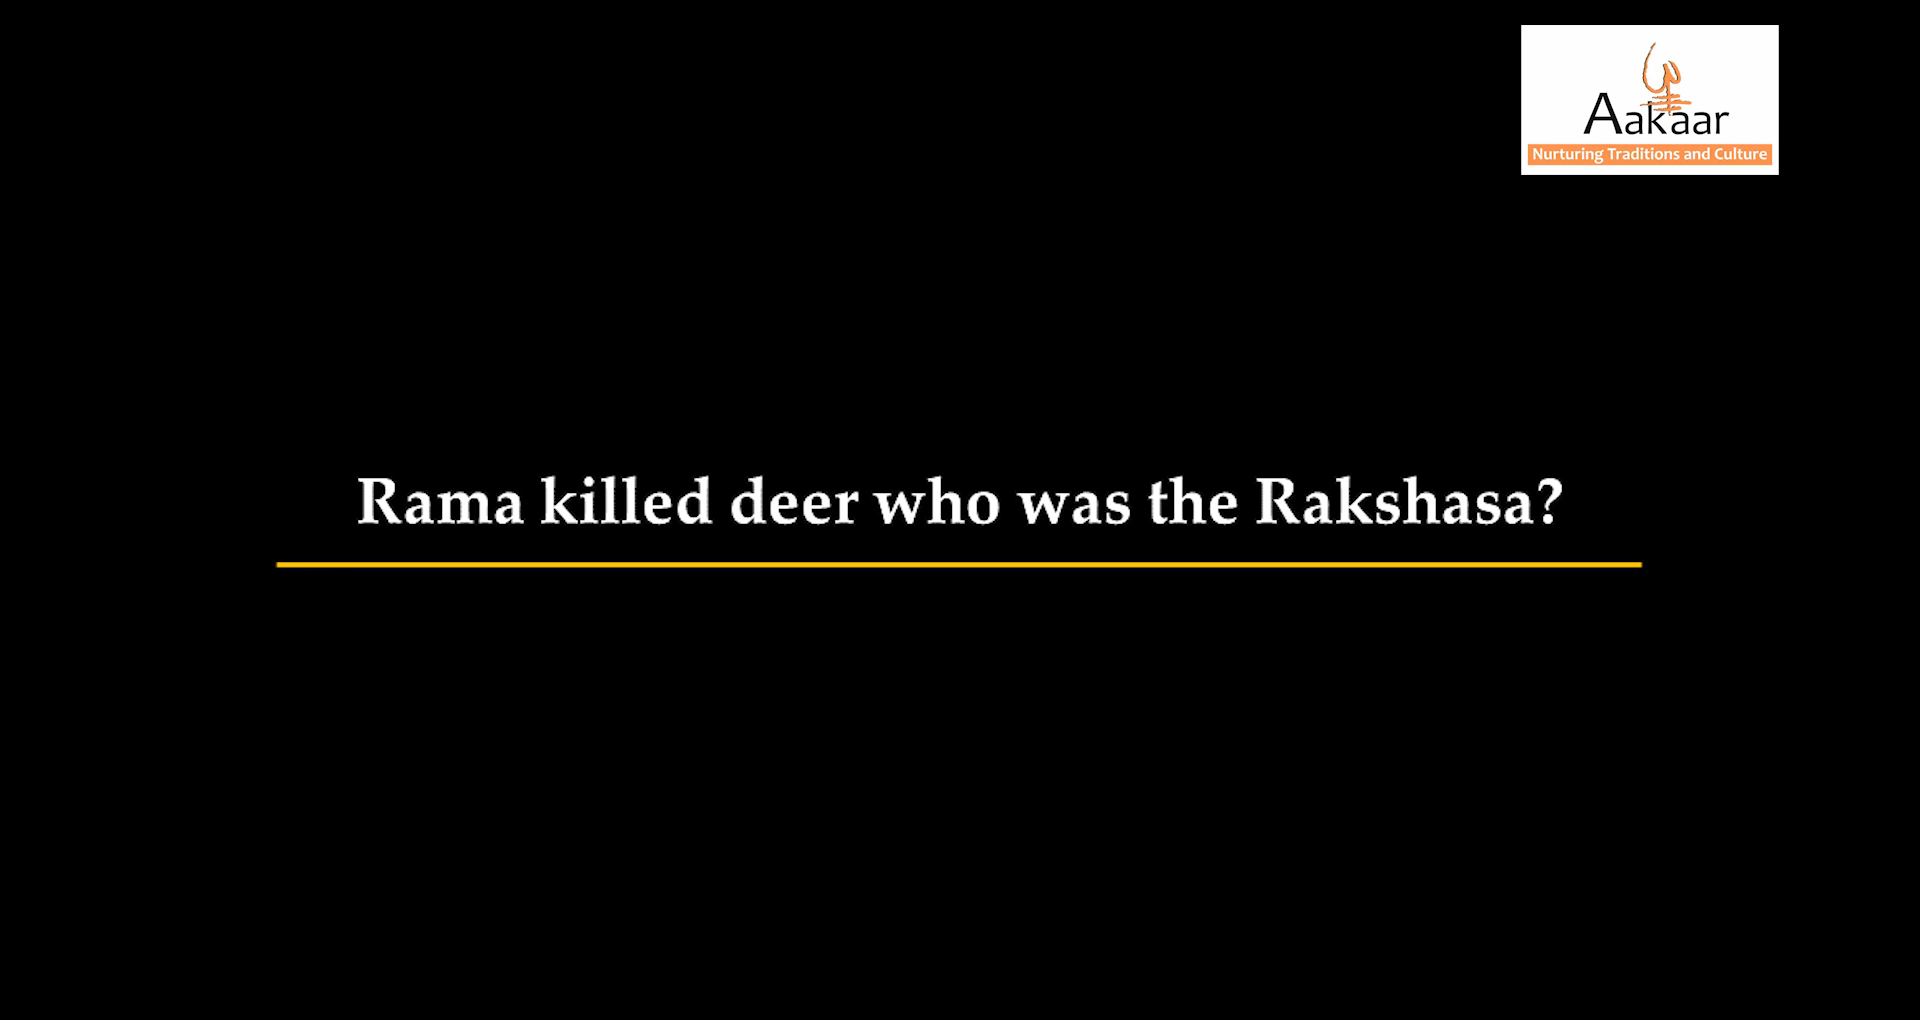 Aakaar
Nurturing Traditions and Culture
Rama killed deer who was the Rakshasa?